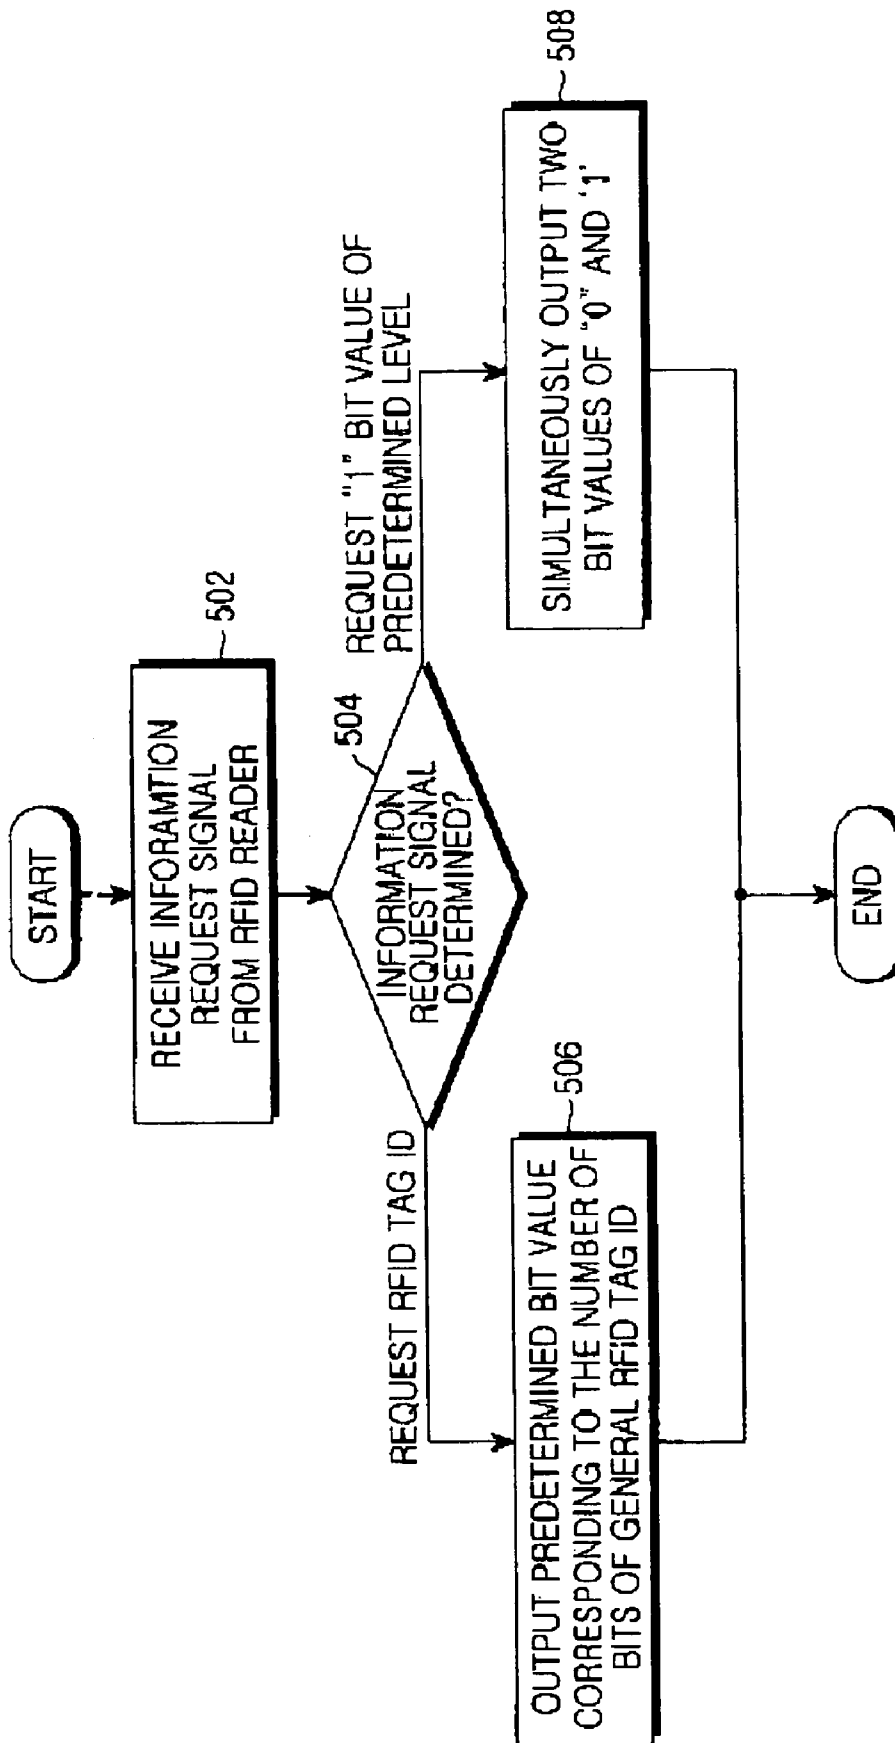 START
RECEIVE INFORAMTION
REQUEST SIGNAL
FROM RFID READER
502
INFORMATION
REQUEST SIGNAL
DETERMINED?
504
REQUEST RFID TAG ID
REQUEST "1" BIT VALUE OF
PREDETERMINED LEVEL
OUTPUT PREDETERMINED BIT VALUE
CORRESPONDING TO THE NUMBER OF
BITS OF GENERAL RFID TAG ID
506
SIMULTANEOUSLY OUTPUT TWO
BIT VALUES OF "0" AND '1'
508
END